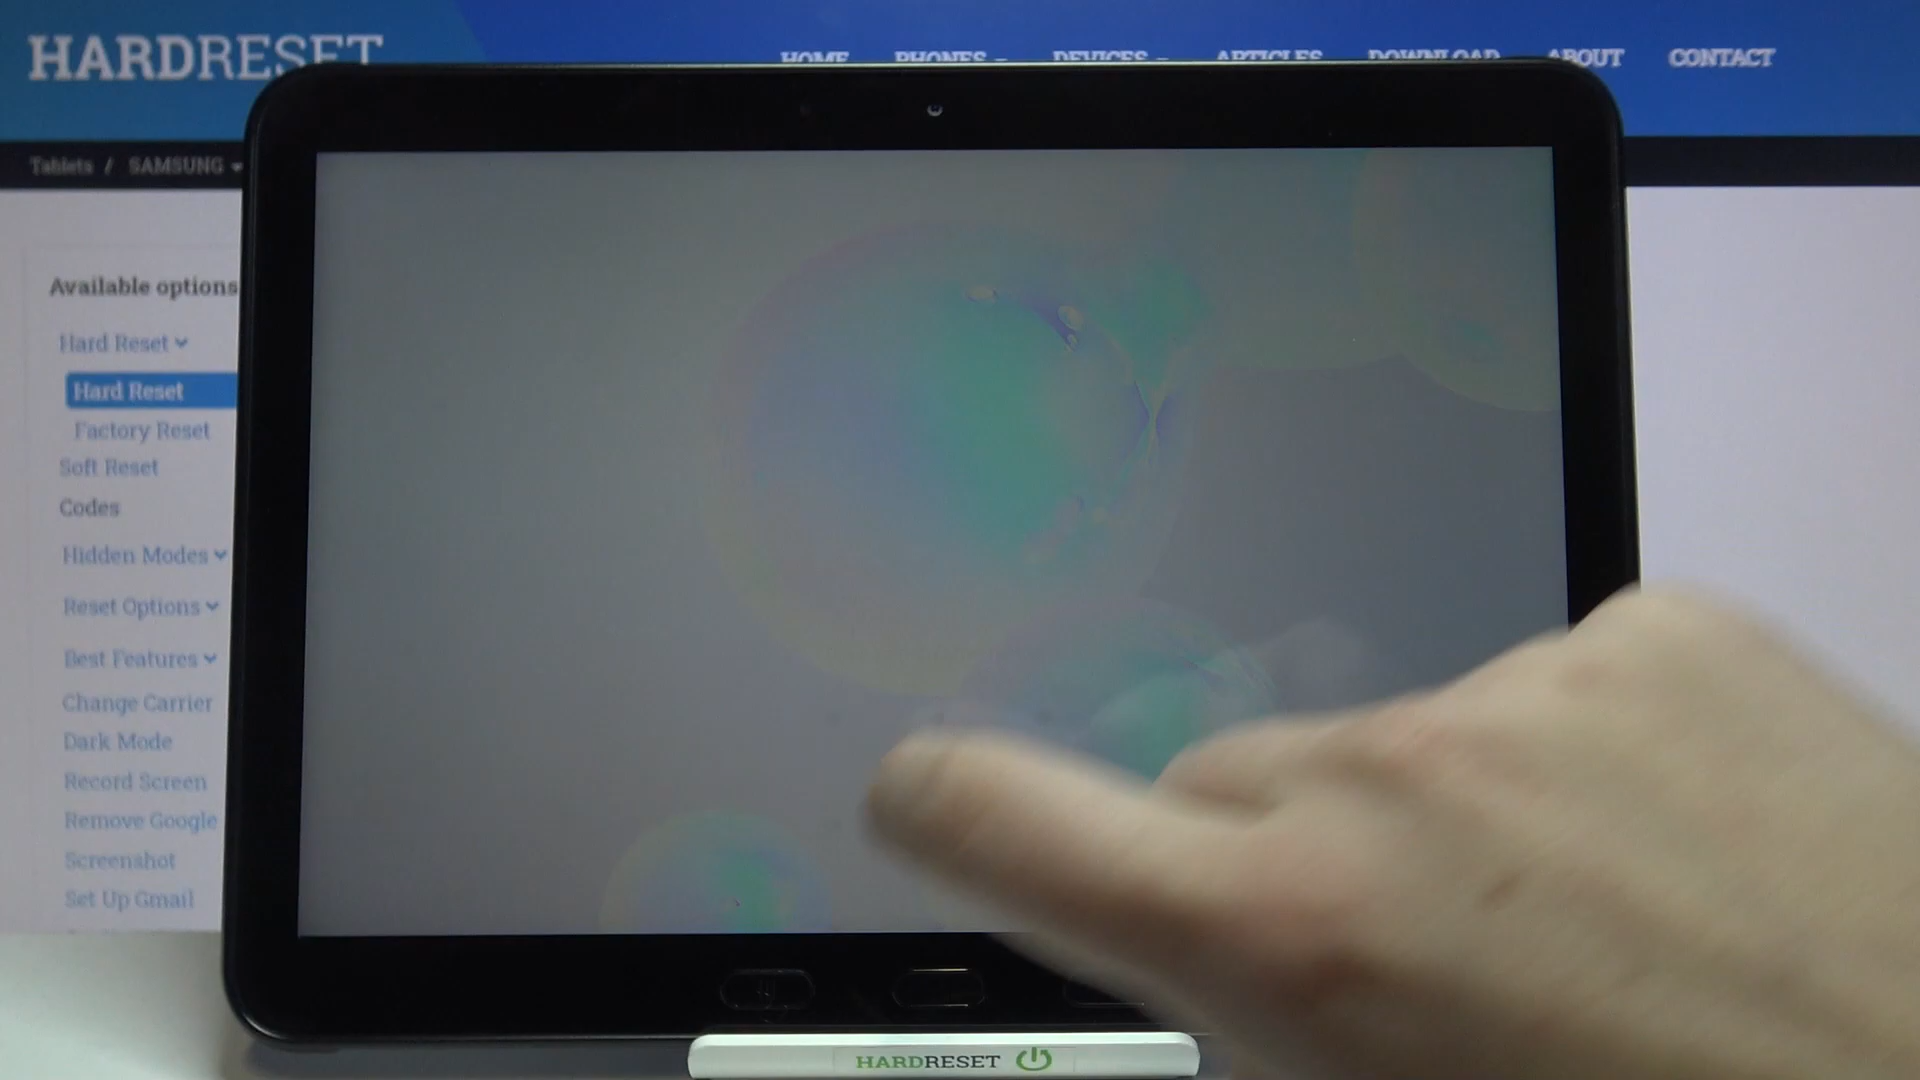 HARDRESET
HOME PHONES DEVICES ARTICLES DOWNLOAD ABOUT CONTACT
Tablets / SAMSUNG
Available options
Hard Reset
Hard Reset
Factory Reset
Soft Reset
Codes
Hidden Modes
Reset Options
Best Features
Change Carrier
Dark Mode
Record Screen
Remove Google
Screenshot
Set Up Gmail
HARDRESET